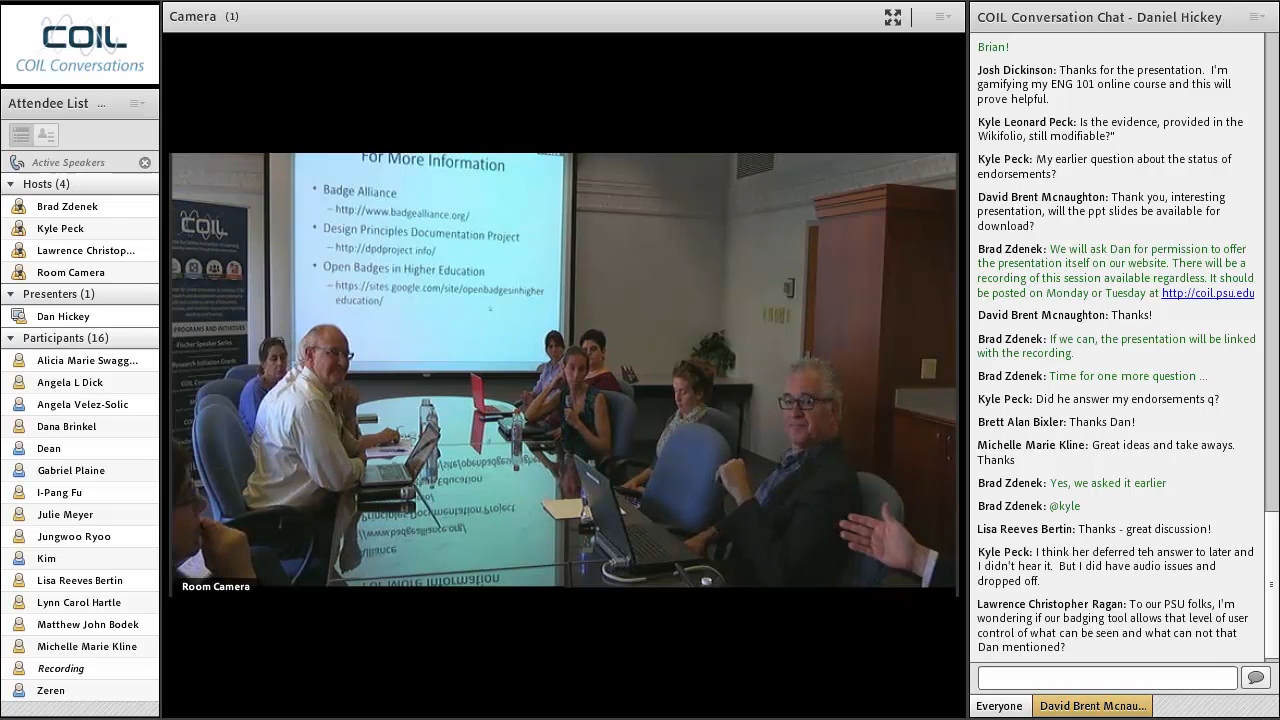 COIL
COIL Conversations
Attendee List ...
Active Speakers
Hosts (4)
Brad Zdenek
Kyle Peck
Lawrence Christop...
Room Camera
Presenters (1)
Dan Hickey
Participants (16)
Alicia Marie Swagg...
Angela L Dick
Angela Velez-Solic
Dana Brinkel
Dean
Gabriel Plaine
I-Pang Fu
Julie Meyer
Jungwoo Ryoo
Kim
Lisa Reeves Bertin
Lynn Carol Hartle
Matthew John Bodek
Michelle Marie Kline
Recording
Zeren
Camera (1)
For More Information
• Badge Alliance
– http://www.badgealliance.org/
• Design Principles Documentation Project
– http://dpdproject.info/
• Open Badges in Higher Education
– https://sites.google.com/site/openbadgesinhigher
education/
COIL
PROGRAMS AND INITIATIVES
Fischer Speaker Series
Research Initiation Grants
Room Camera
COIL Conversation Chat - Daniel Hickey
Brian!
Josh Dickinson: Thanks for the presentation. I'm
gamifying my ENG 101 online course and this will
prove helpful.
Kyle Leonard Peck: Is the evidence, provided in the
Wikifolio, still modifiable?"
Kyle Peck: My earlier question about the status of
endorsements?
David Brent Mcnaughton: Thank you, interesting
presentation, will the ppt slides be available for
download?
Brad Zdenek: We will ask Dan for permission to offer
the presentation itself on our website. There will be a
recording of this session available regardless. It should
be posted on Monday or Tuesday at http://coil.psu.edu
David Brent Mcnaughton: Thanks!
Brad Zdenek: If we can, the presentation will be linked
with the recording
Brad Zdenek: Time for one more question ...
Kyle Peck: Did he answer my endorsements q?
Brett Alan Bixler: Thanks Dan!
Michelle Marie Kline: Great ideas and take aways.
Thanks
Brad Zdenek: Yes, we asked it earlier
Brad Zdenek: @kyle
Lisa Reeves Bertin: Thanks, great discussion!
Kyle Peck: I think he deferred teh answer to later and
I didn't hear it. But I did have audio issues and
dropped off.
Lawrence Christopher Ragan: To our PSU folks, I'm
wondering if our badging tool allows that level of user
control of what can be seen and what can not that
Dan mentioned?
Everyone
David Brent Mcnau...